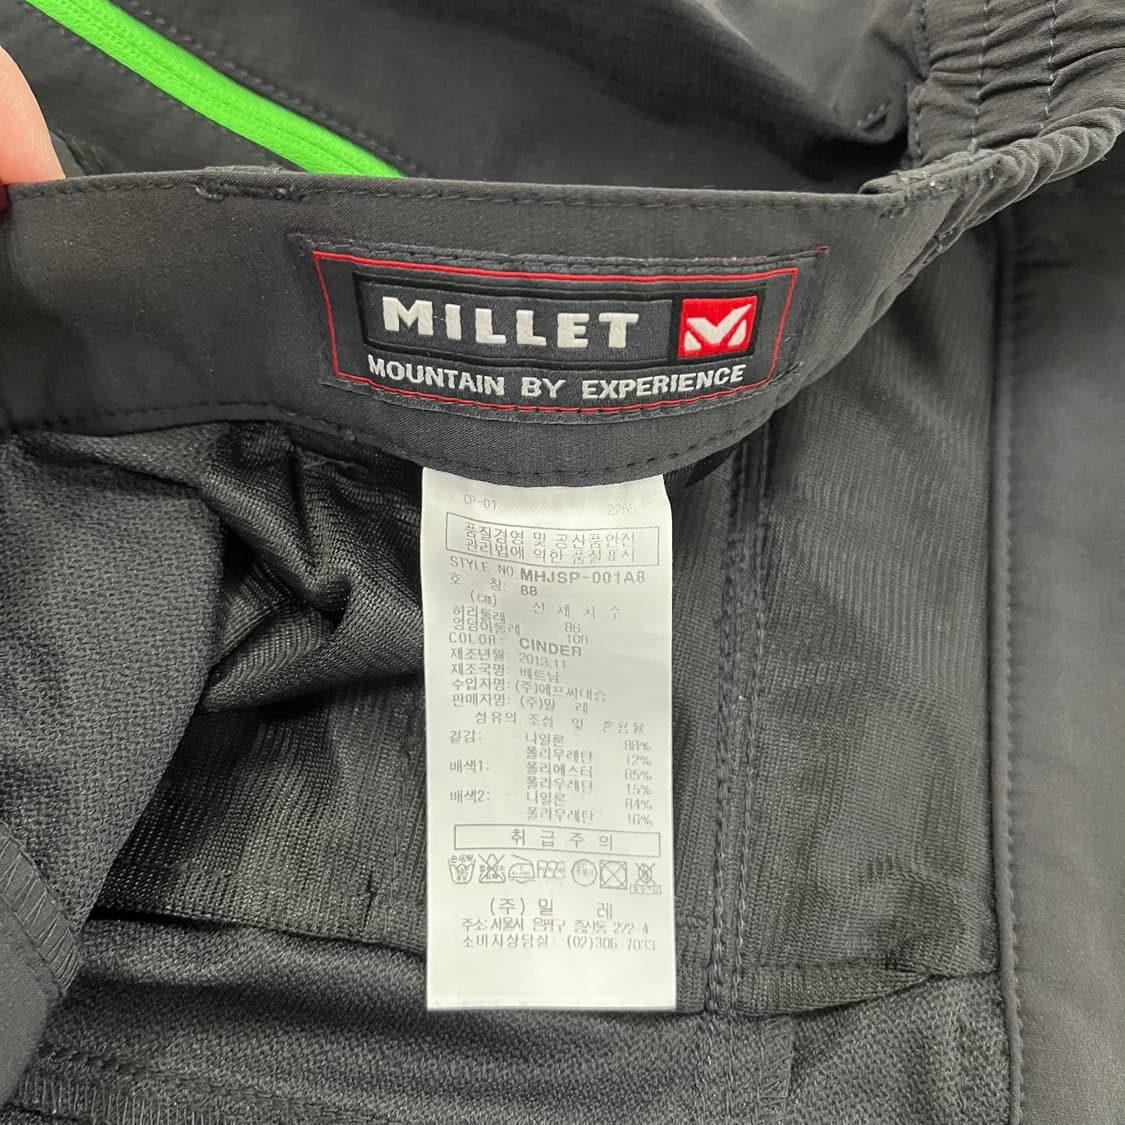 MILLET
MOUNTAIN BY EXPERIENCE
CP-01 2265
품질경영 및 공산품안전
관리법에 의한 품질표시
STYLE NO. MHJSP-001A8
호 칭: 88
(cm) 신 체 치 수
허리둘레 86
엉덩이둘레 108
COLOR: CINDER
제조년월: 2013.11
제조국명: 베트남
수입자명: (주)에프씨대승
판매자명: (주)밀 레
섬유의 조성 및 혼용율
겉감: 나일론 88%
폴리우레탄 12%
배색1: 폴리에스터 85%
폴리우레탄 15%
배색2: 나일론 84%
폴리우레탄 16%
취 급 주 의
(주) 밀 레
주소: 서울시 은평구 증산동 222-4
소비자상담실: (02)306 7033